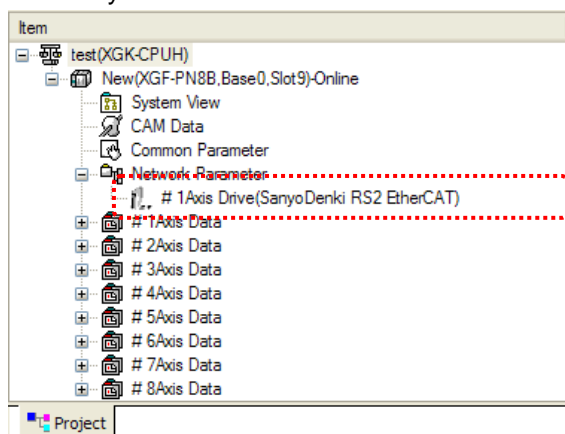 Item
test(XGK-CPUH)
New(XGF-PN8B,Base0,Slot9)-Online
System View
CAM Data
Common Parameter
Network Parameter
# 1Axis Drive(SanyoDenki RS2 EtherCAT)
# 1Axis Data
# 2Axis Data
# 3Axis Data
# 4Axis Data
# 5Axis Data
# 6Axis Data
# 7Axis Data
# 8Axis Data
Project